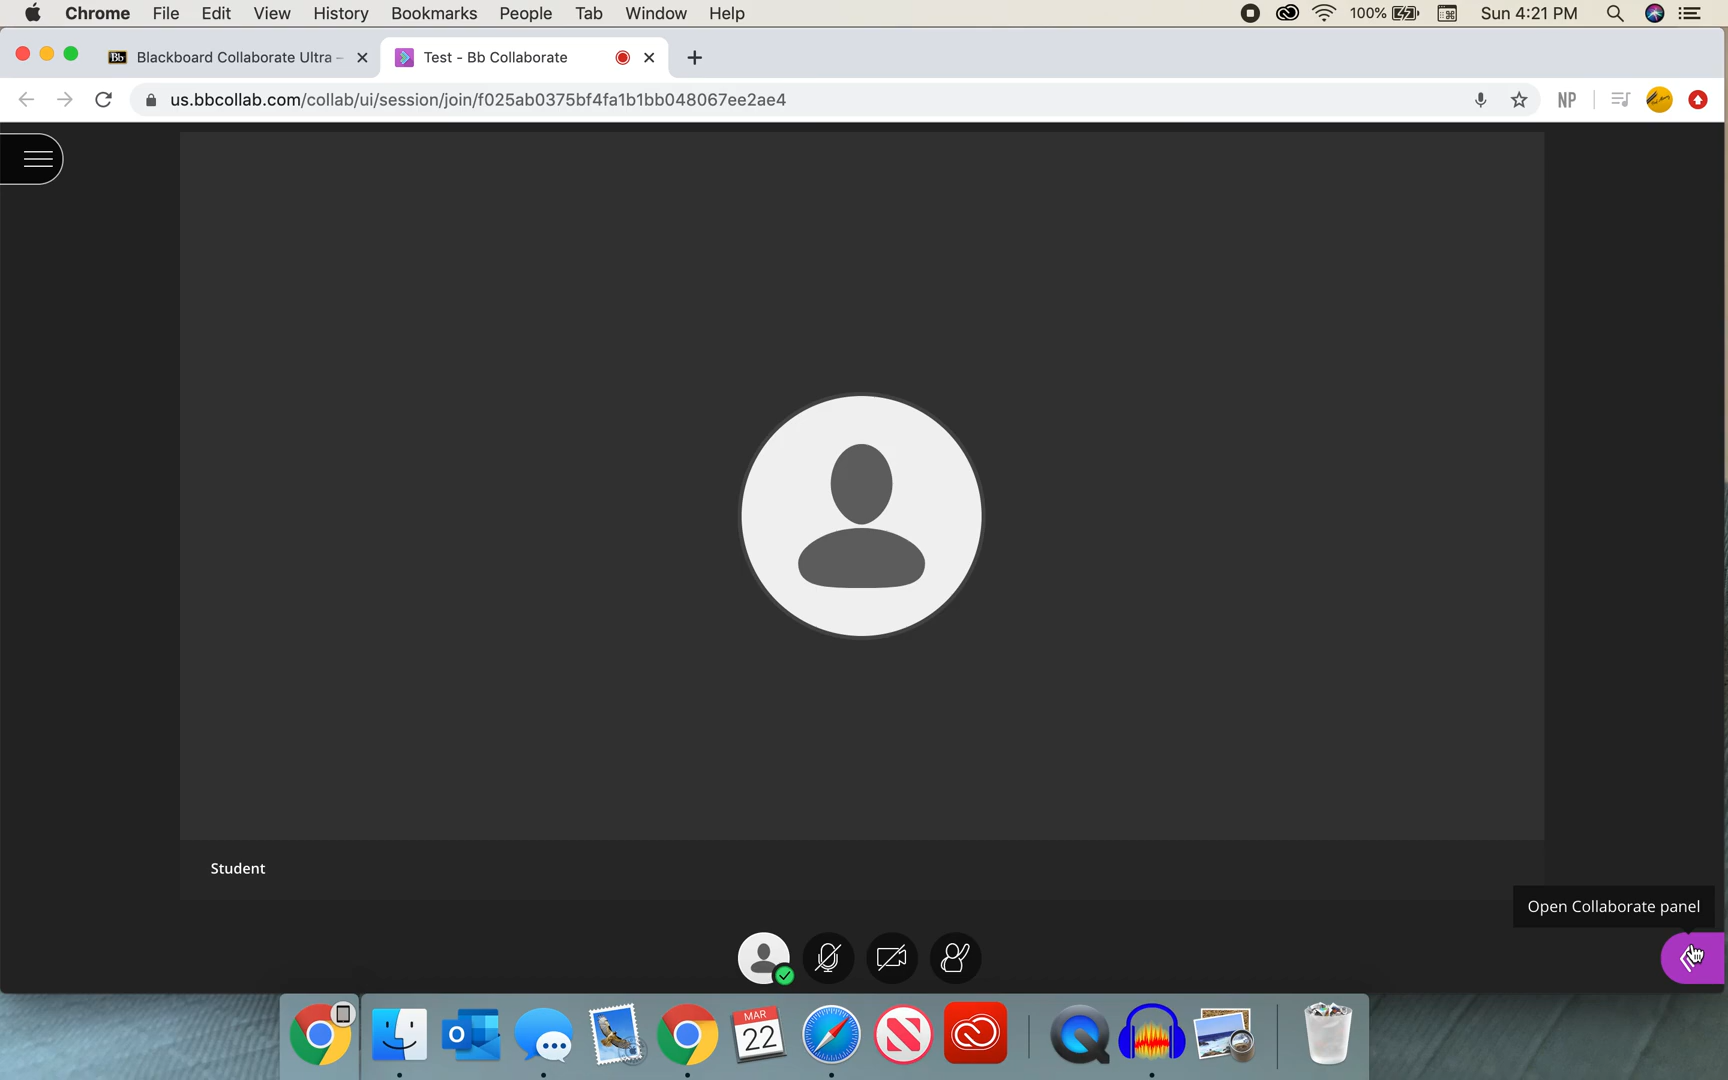 Chrome File Edit View History Bookmarks People Tab Window Help 100% Sun 4:21 PM
Bb Blackboard Collaborate Ultra – Test - Bb Collaborate
us.bbcollab.com/collab/ui/session/join/f025ab0375bf4fa1b1bb048067ee2ae4 NP
Student
Open Collaborate panel
MAR
22